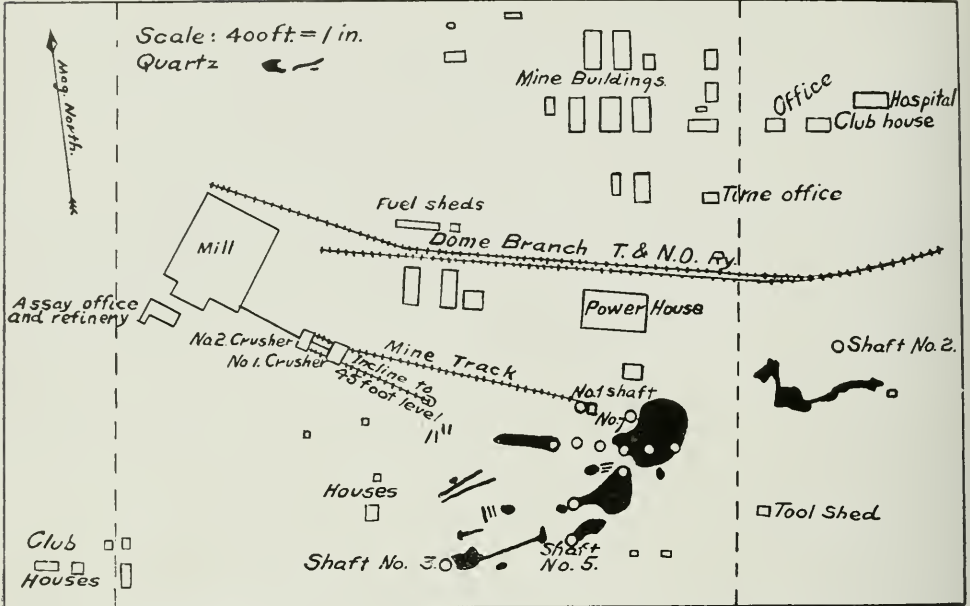 Scale: 400ft. = 1 in.
Quartz
Mag. North.
Mine Buildings.
Office
Hospital
Club house
Time office
Fuel sheds
Mill
Dome Branch T. & N.O. Ry.
Assay office
and refinery
Power House
Shaft No. 2.
No. 2. Crusher
No 1. Crusher
Mine Track
Incline to
45 foot level
No.1 shaft
No. 7
Houses
Tool Shed
Club
Houses
Shaft No. 3.
Shaft
No. 5.